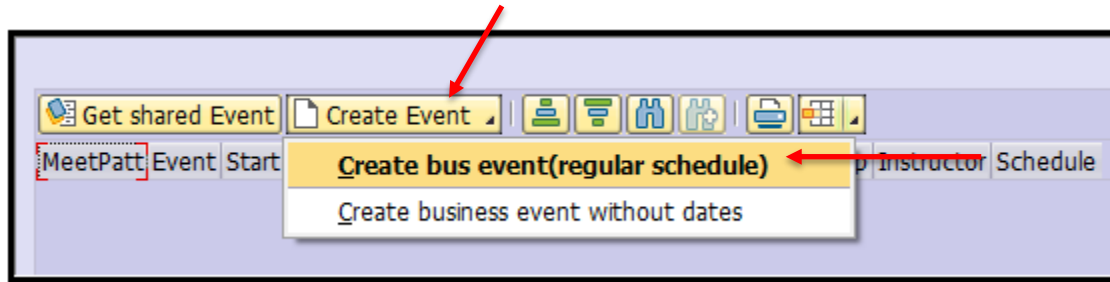 Get shared Event Create Event
MeetPatt Event Start p Instructor Schedule
Create bus event(regular schedule)
Create business event without dates